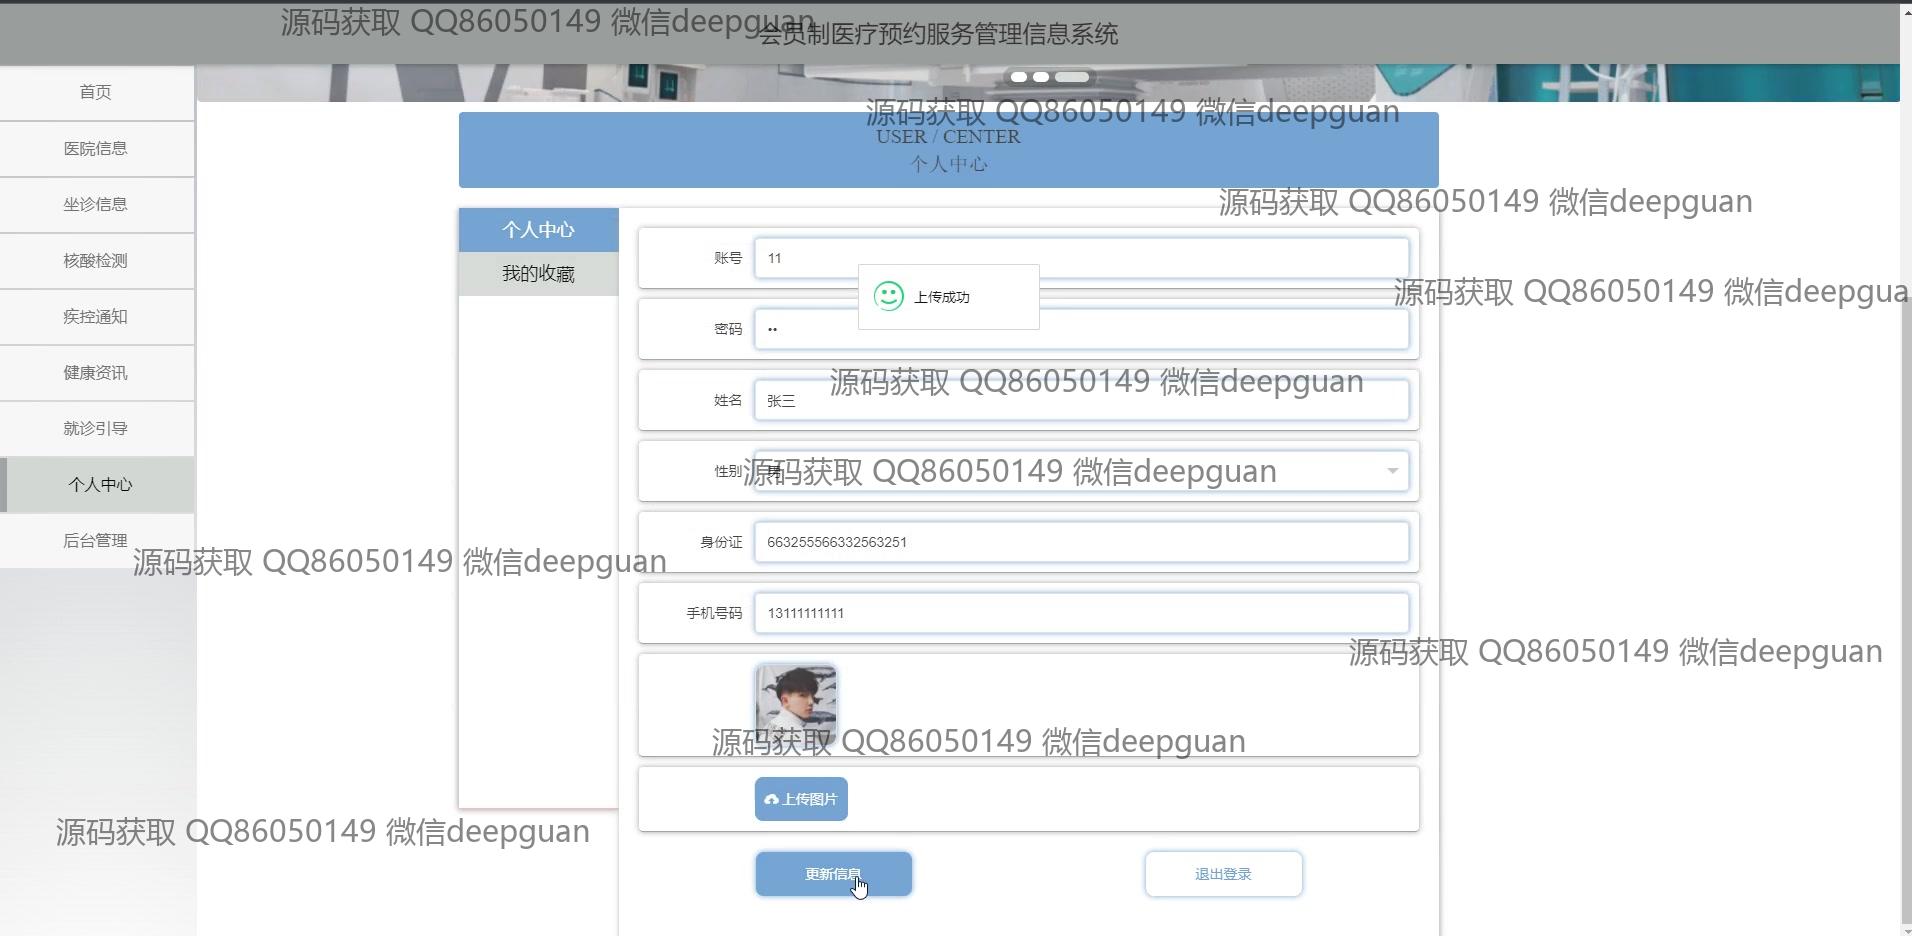 源码获取 QQ86050149 微信deepguan
会员制医疗预约服务管理信息系统
首页
医院信息
坐诊信息
核酸检测
疾控通知
健康资讯
就诊引导
个人中心
后台管理
源码获取 QQ86050149 微信deepguan
USER / CENTER
个人中心
源码获取 QQ86050149 微信deepguan
个人中心
我的收藏
账号 11
源码获取 QQ86050149 微信deepgua
上传成功
密码 ••
源码获取 QQ86050149 微信deepguan
姓名 张三
性别
源码获取 QQ86050149 微信deepguan
身份证 663255566332563251
源码获取 QQ86050149 微信deepguan
手机号码 13111111111
源码获取 QQ86050149 微信deepguan
源码获取 QQ86050149 微信deepguan
上传图片
源码获取 QQ86050149 微信deepguan
更新信息
退出登录